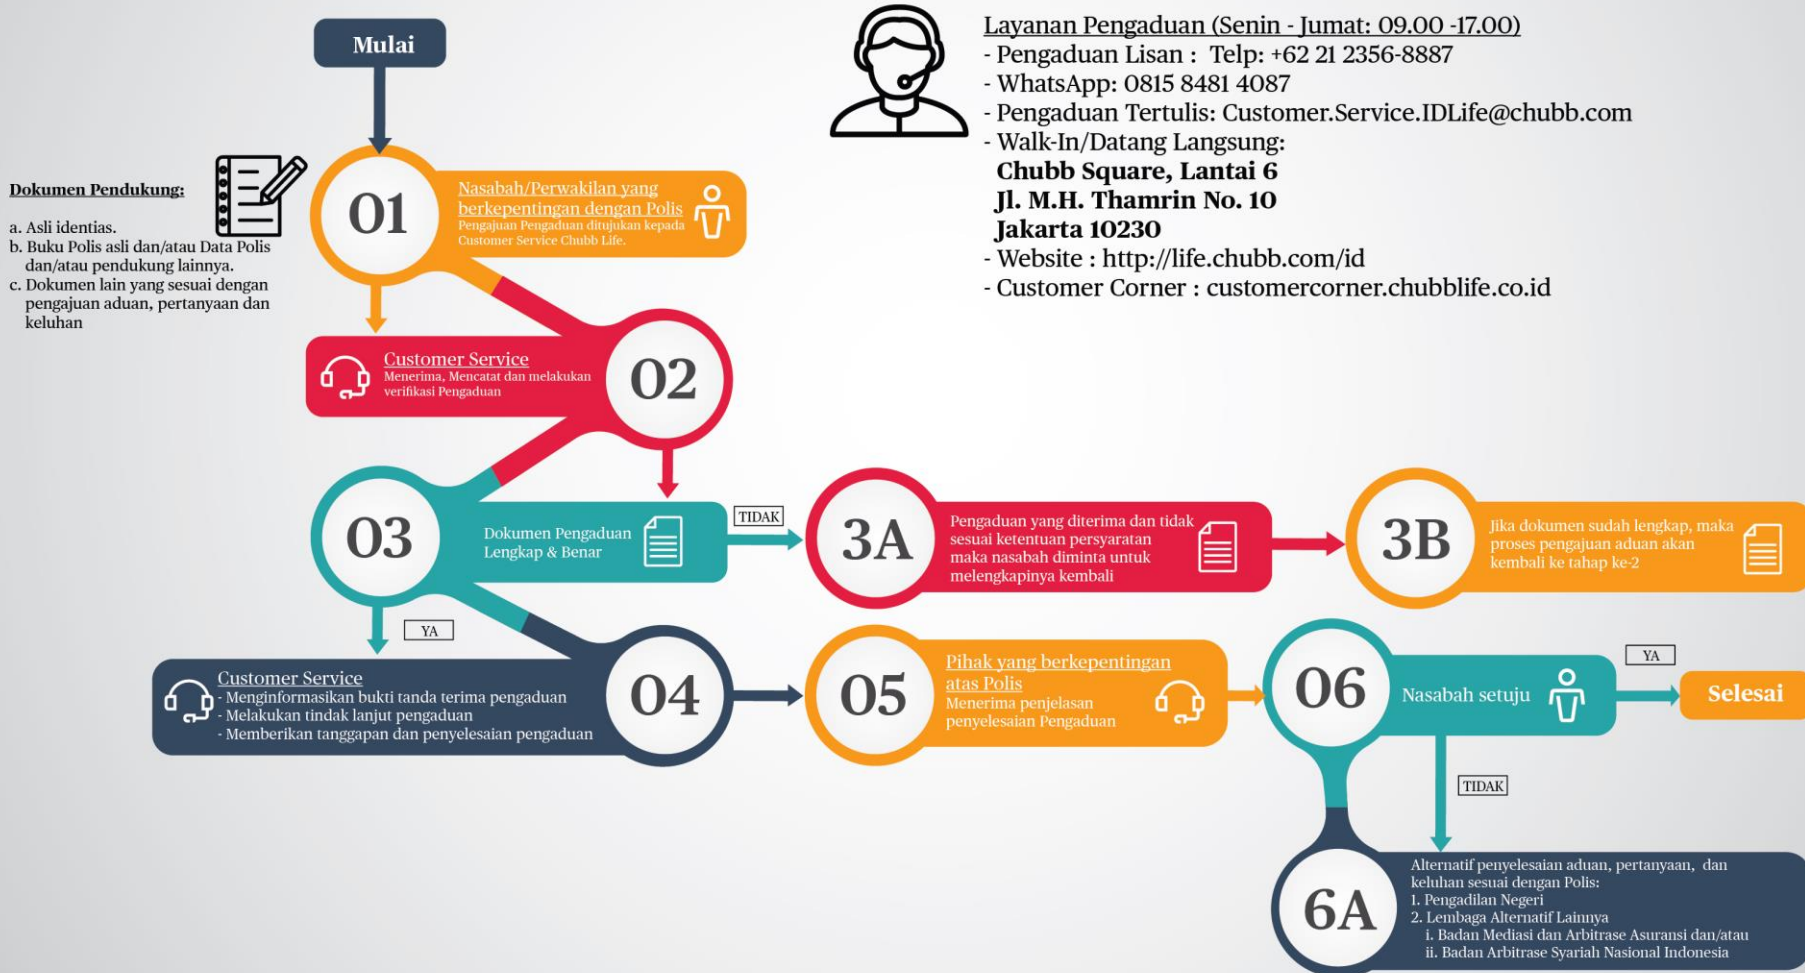 Mulai
Layanan Pengaduan (Senin - Jumat: 09.00 -17.00)
- Pengaduan Lisan : Telp: +62 21 2356-8887
- WhatsApp: 0815 8481 4087
- Pengaduan Tertulis: Customer.Service.IDLife@chubb.com
- Walk-In/Datang Langsung:
Chubb Square, Lantai 6
Jl. M.H. Thamrin No. 10
Jakarta 10230
- Website : http://life.chubb.com/id
- Customer Corner : customercorner.chubblife.co.id
Dokumen Pendukung:
a. Asli identias.
b. Buku Polis asli dan/atau Data Polis
dan/atau pendukung lainnya.
c. Dokumen lain yang sesuai dengan
pengajuan aduan, pertanyaan dan
keluhan
01
Nasabah/Perwakilan yang
berkepentingan dengan Polis
Pengajuan Pengaduan ditujukan kepada
Customer Service Chubb Life.
Customer Service
Menerima, Mencatat dan melakukan
verifikasi Pengaduan
02
03
Dokumen Pengaduan
Lengkap & Benar
TIDAK
3A
Pengaduan yang diterima dan tidak
sesuai ketentuan persyaratan
maka nasabah diminta untuk
melengkapinya kembali
3B
Jika dokumen sudah lengkap, maka
proses pengajuan aduan akan
kembali ke tahap ke-2
YA
Customer Service
- Menginformasikan bukti tanda terima pengaduan
- Melakukan tindak lanjut pengaduan
- Memberikan tanggapan dan penyelesaian pengaduan
04
05
Pihak yang berkepentingan
atas Polis
Menerima penjelasan
penyelesaian Pengaduan
06
Nasabah setuju
YA
Selesai
TIDAK
6A
Alternatif penyelesaian aduan, pertanyaan, dan
keluhan sesuai dengan Polis:
1. Pengadilan Negeri
2. Lembaga Alternatif Lainnya
i. Badan Mediasi dan Arbitrase Asuransi dan/atau
ii. Badan Arbitrase Syariah Nasional Indonesia